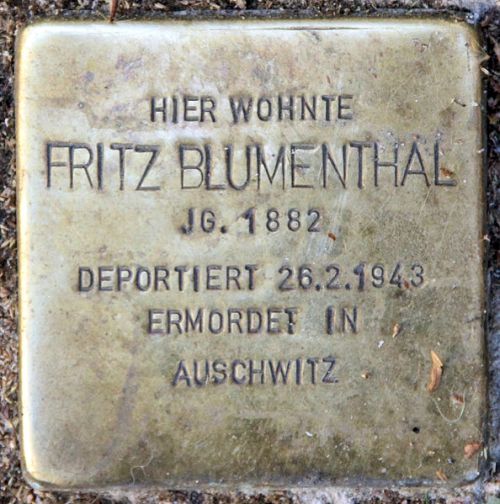 HIER WOHNTE
FRITZ BLUMENTHAL
JG. 1882
DEPORTIERT 26.2.1943
ERMORDET IN
AUSCHWITZ